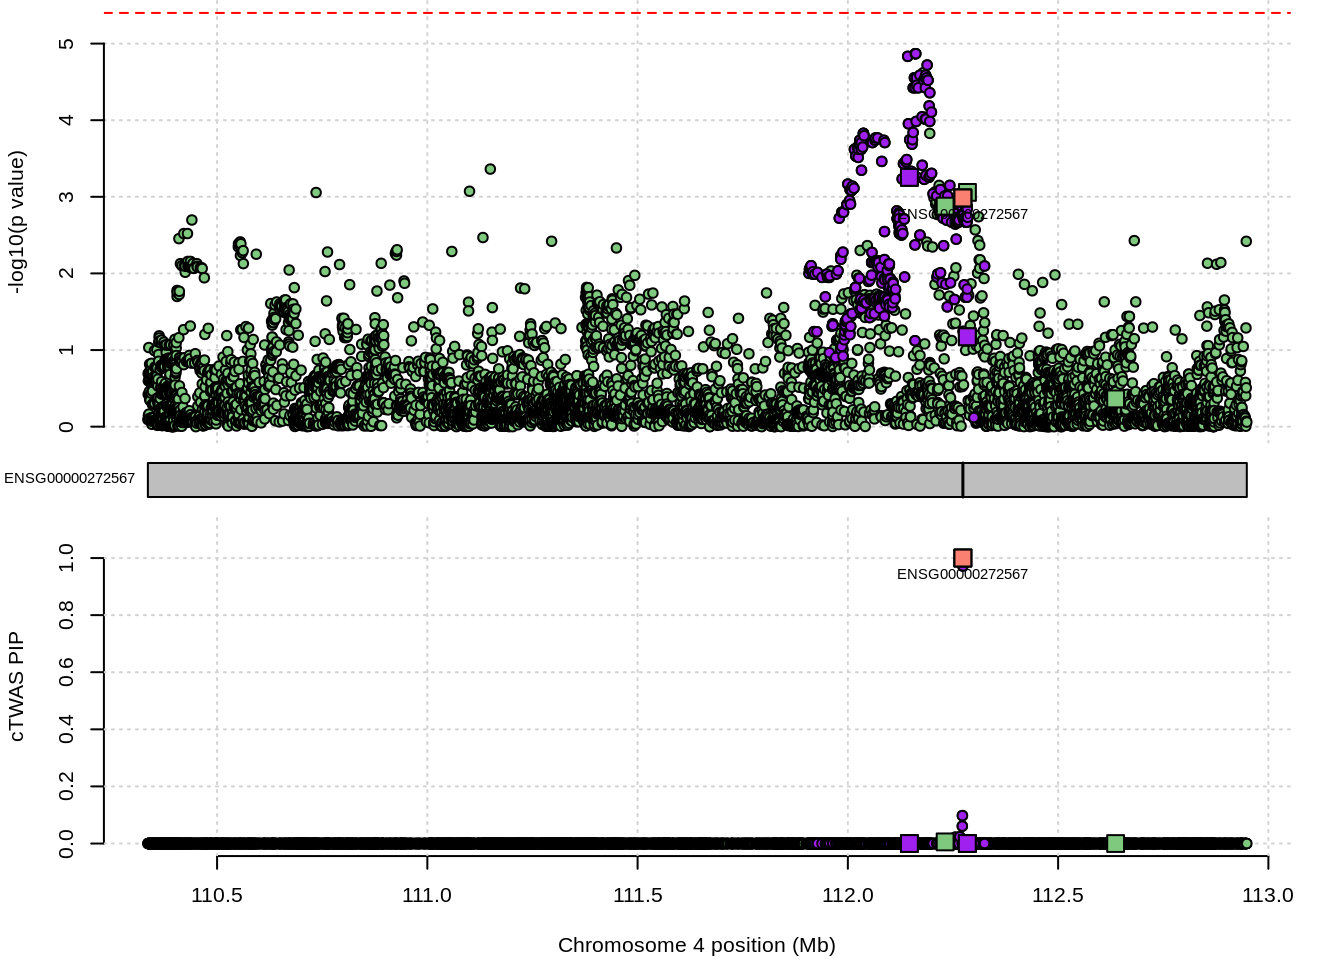 5
4
3
2
1
0
-log10(p value)
ENSG00000272567
ENSG00000272567
1.0
0.8
0.6
0.4
0.2
0.0
cTWAS PIP
ENSG00000272567
110.5 111.0 111.5 112.0 112.5 113.0
Chromosome 4 position (Mb)